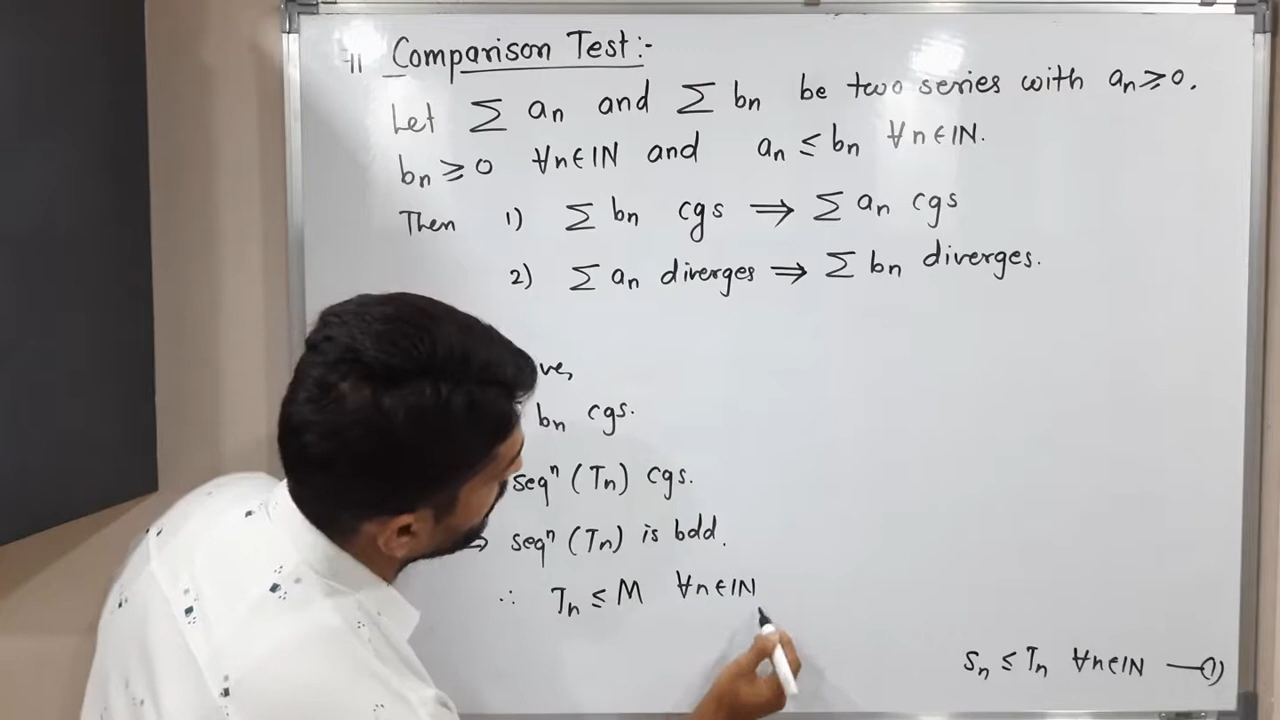 Comparison Test:-
Let ∑ an and ∑ bn be two series with an ≥ 0.
bn ≥ 0 ∀n∈IN and an ≤ bn ∀n∈IN.
Then 1) ∑ bn cgs ⇒ ∑ an cgs
2) ∑ an diverges ⇒ ∑ bn diverges.
bn cgs.
seqⁿ (Tn) cgs.
⇒ seqⁿ (Tn) is bdd.
∴ Tn ≤ M ∀n∈IN
Sn ≤ Tn ∀n∈IN —①